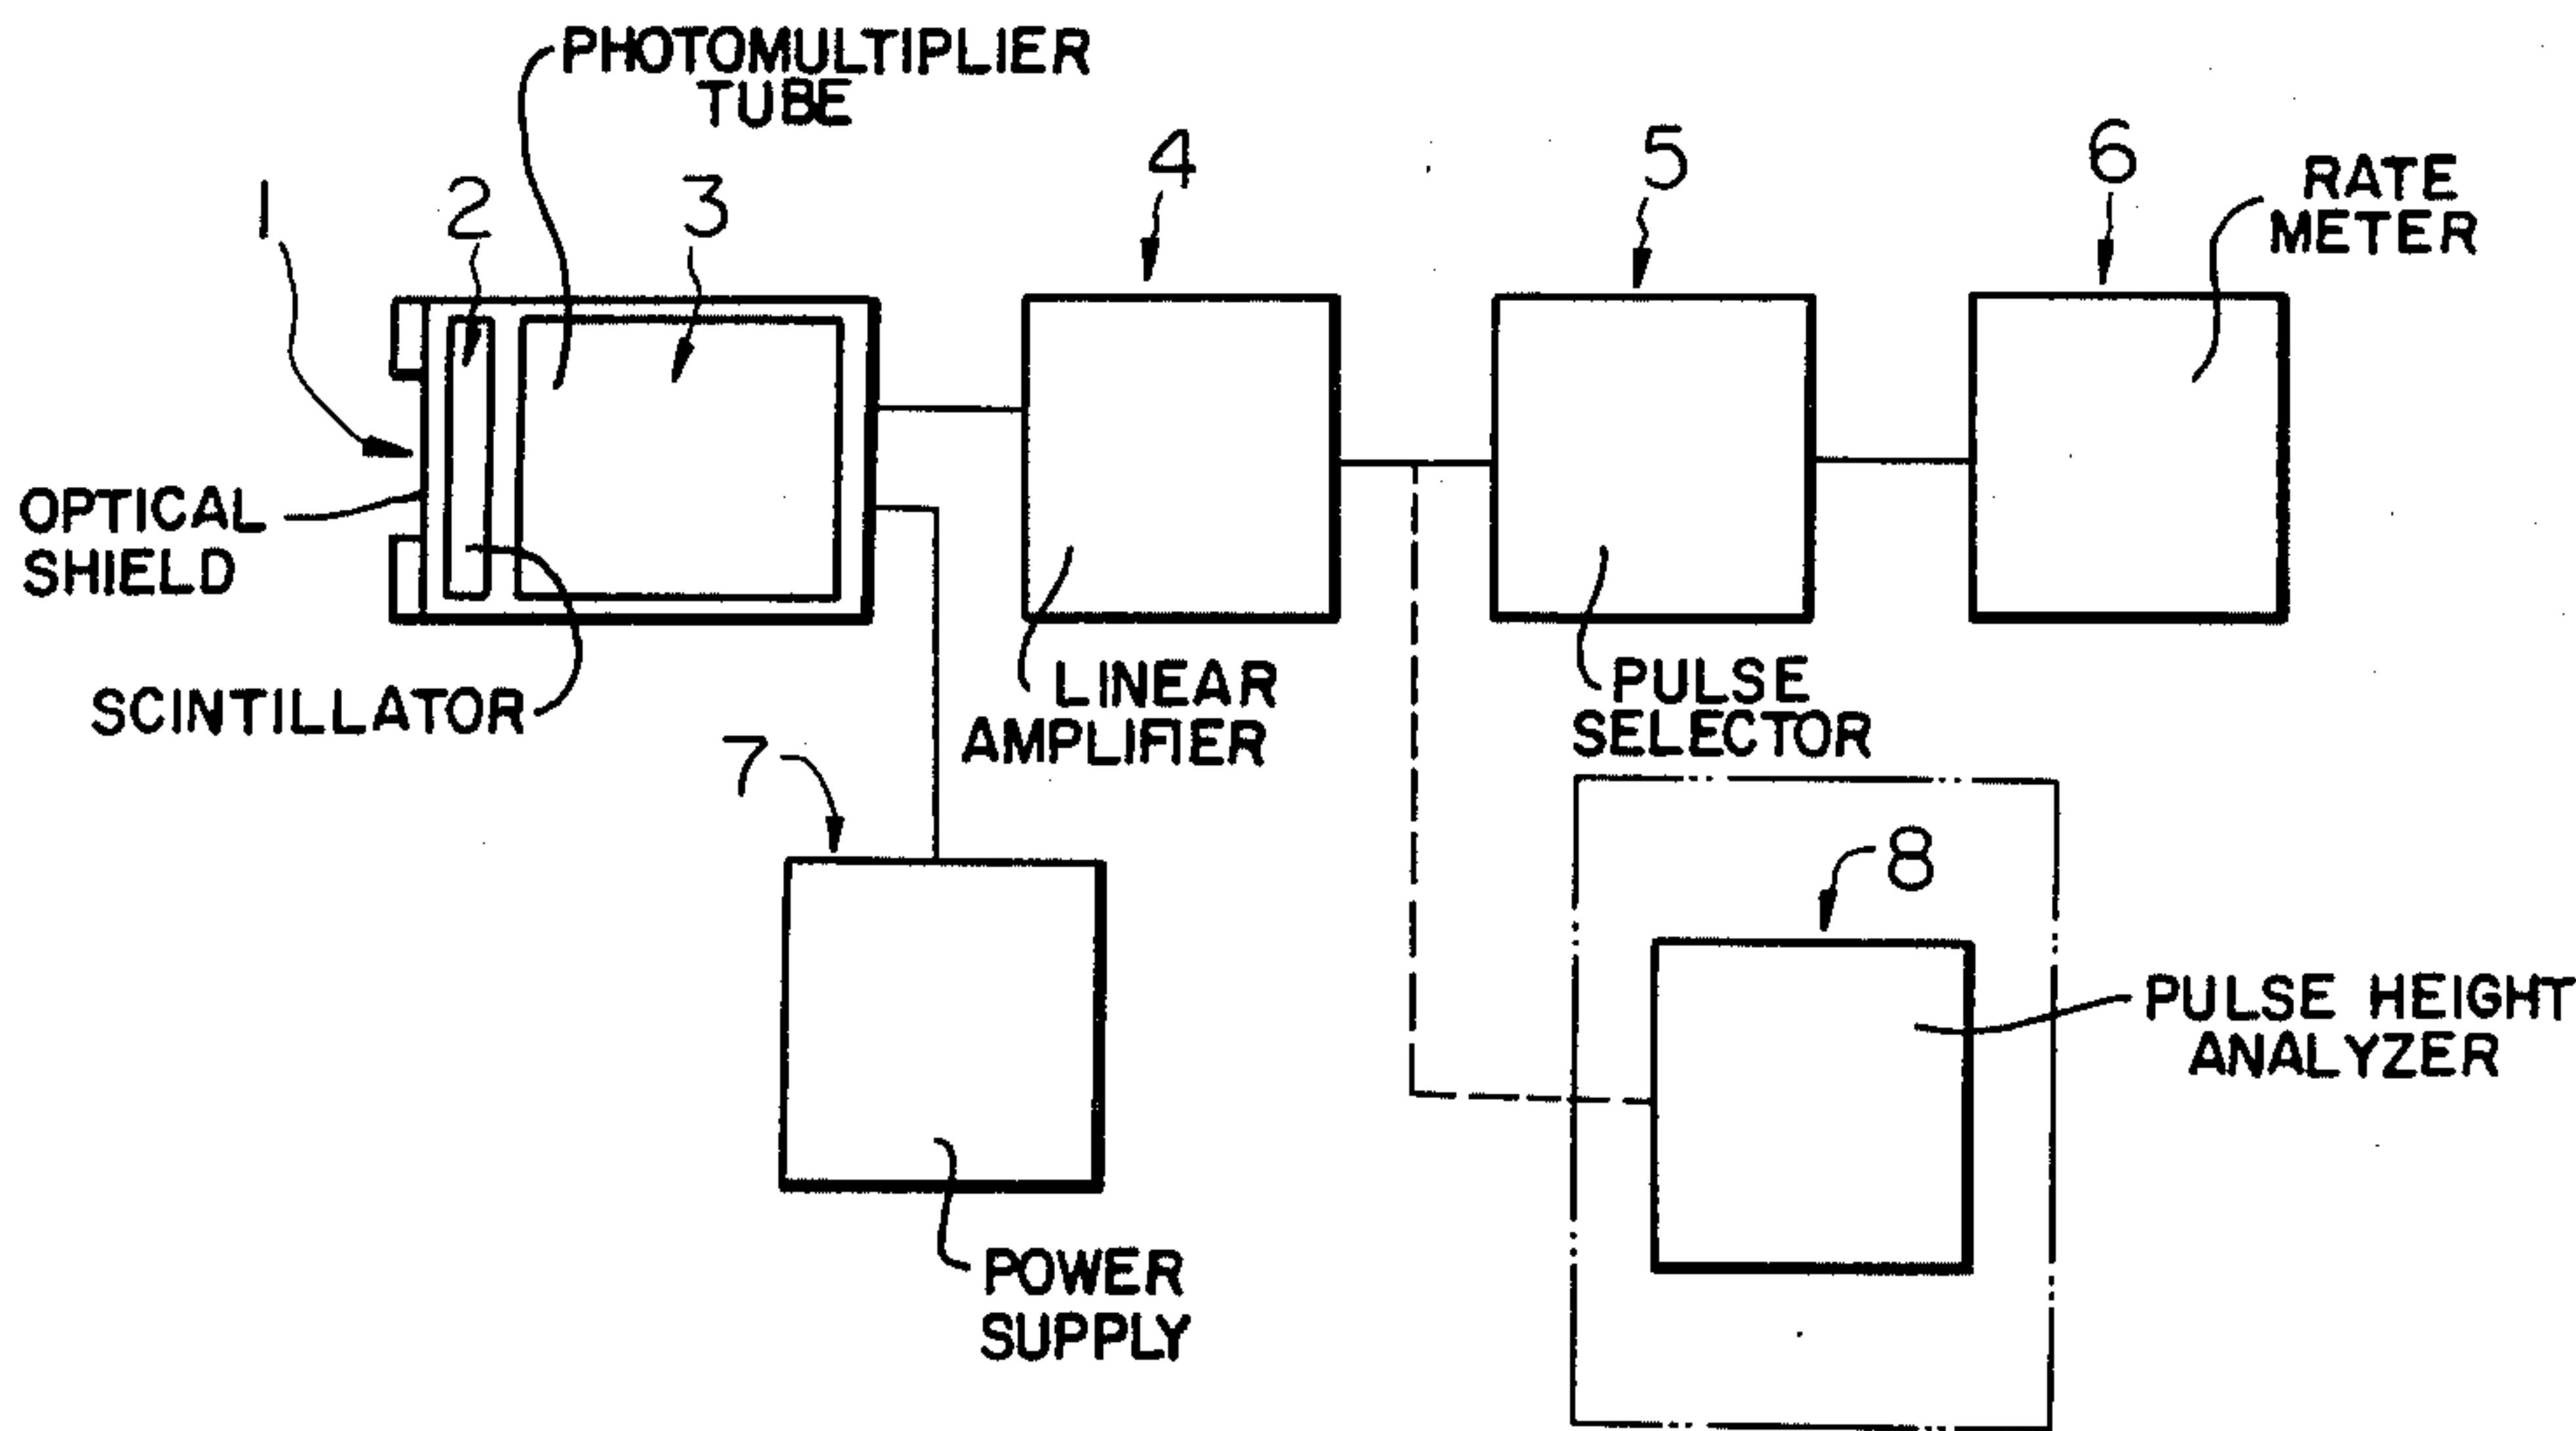 PHOTOMULTIPLIER
TUBE
1
2
3
4
5
6
RATE
METER
OPTICAL
SHIELD
SCINTILLATOR
LINEAR
AMPLIFIER
PULSE
SELECTOR
7
8
PULSE HEIGHT
ANALYZER
POWER
SUPPLY